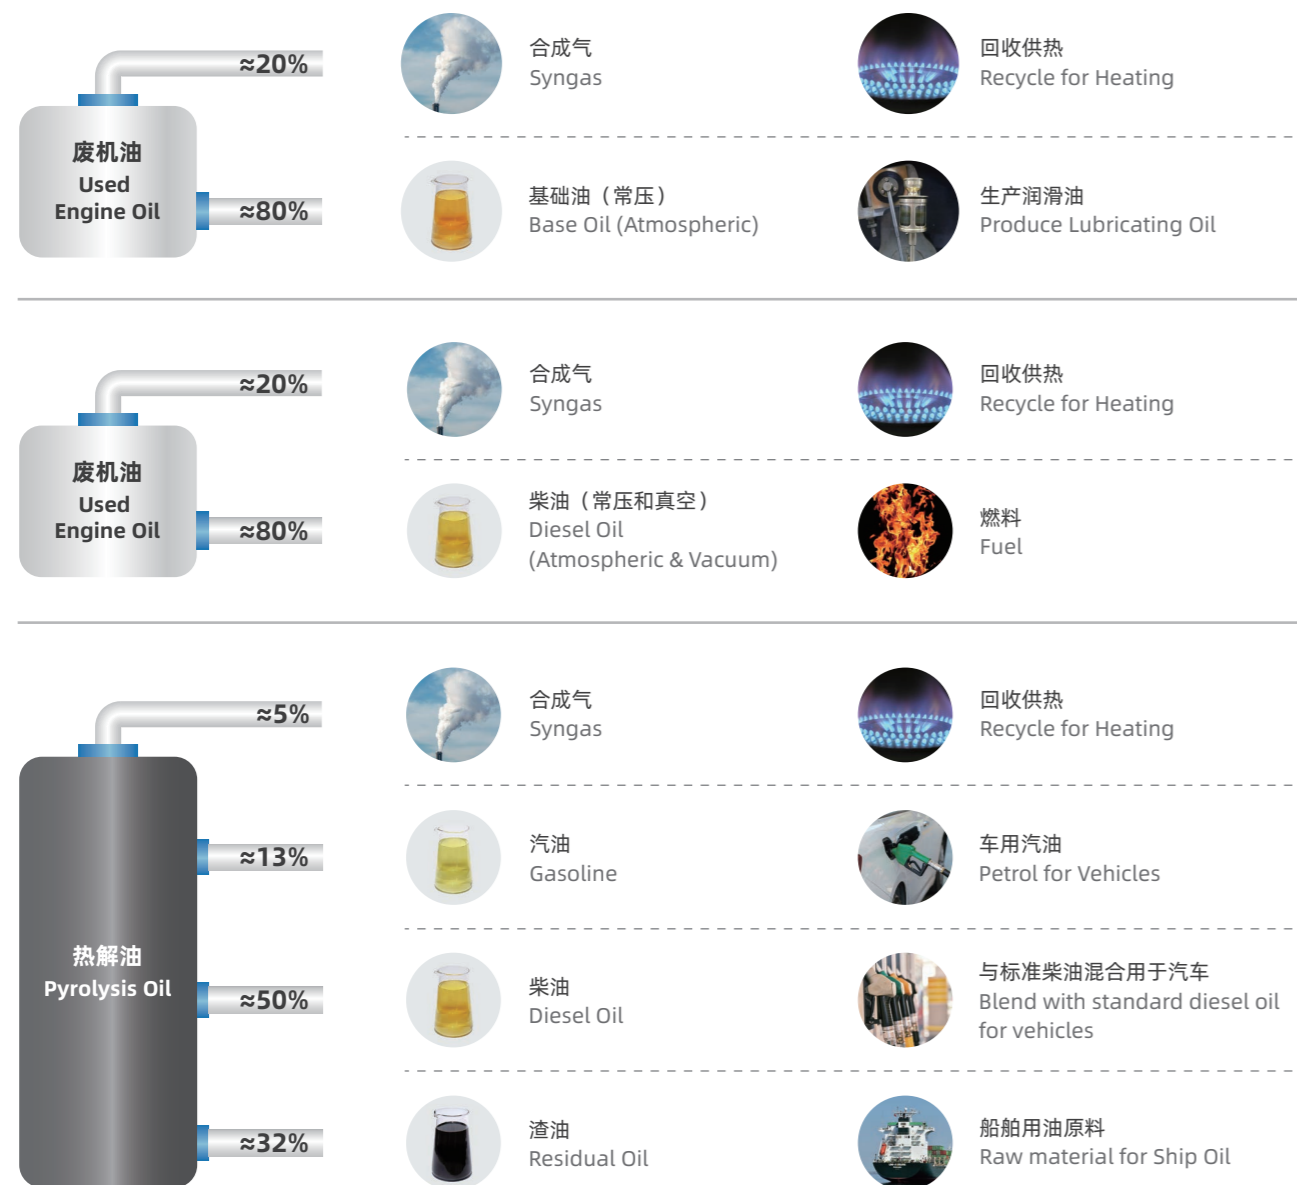 ≈20%
合成气
Syngas
回收供热
Recycle for Heating
废机油
Used
Engine Oil
≈80%
基础油（常压）
Base Oil (Atmospheric)
生产润滑油
Produce Lubricating Oil
≈20%
合成气
Syngas
回收供热
Recycle for Heating
废机油
Used
Engine Oil
≈80%
柴油（常压和真空）
Diesel Oil
(Atmospheric & Vacuum)
燃料
Fuel
≈5%
合成气
Syngas
回收供热
Recycle for Heating
≈13%
汽油
Gasoline
车用汽油
Petrol for Vehicles
热解油
Pyrolysis Oil
≈50%
柴油
Diesel Oil
与标准柴油混合用于汽车
Blend with standard diesel oil
for vehicles
≈32%
渣油
Residual Oil
船舶用油原料
Raw material for Ship Oil